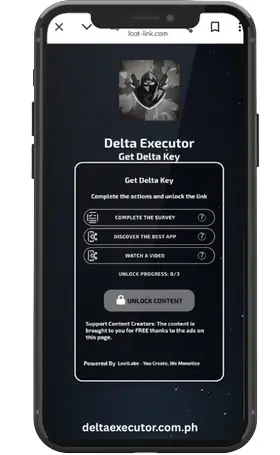 loot-link.com
Delta Executor
Get Delta Key
Get Delta Key
Complete the actions and unlock the link
COMPLETE THE SURVEY ?
DISCOVER THE BEST APP ?
WATCH A VIDEO ?
UNLOCK PROGRESS: 0/3
UNLOCK CONTENT
Support Content Creators: The content is
brought to you for FREE thanks to the ads on
this page.
Powered By LootLabs - You Create, We Monetize
deltaexecutor.com.ph